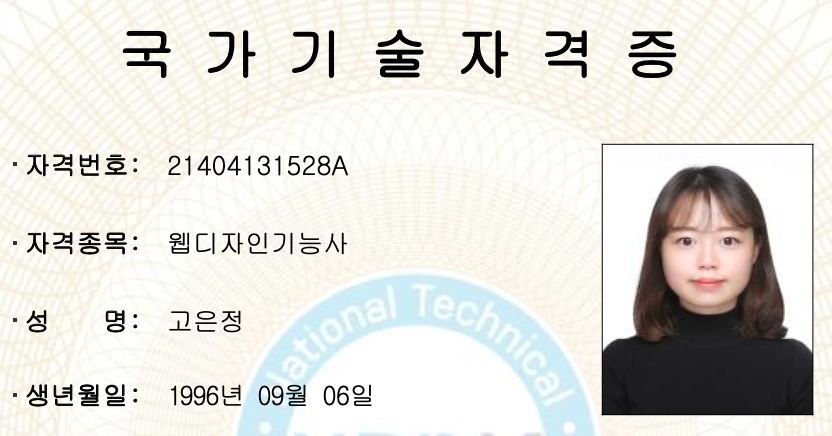 국가기술자격증
· 자격번호: 21404131528A
· 자격종목: 웹디자인기능사
· 성 명: 고은정
· 생년월일: 1996년 09월 06일
National Technical